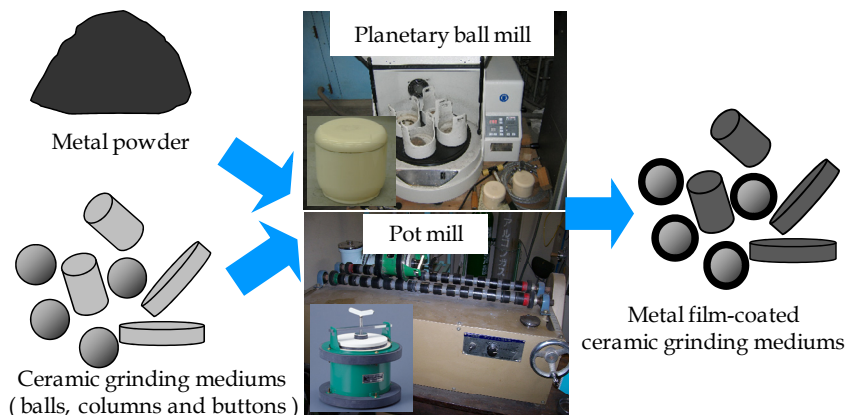 Planetary ball mill
Metal powder
Pot mill
Ceramic grinding mediums
( balls, columns and buttons )
Metal film-coated
ceramic grinding mediums